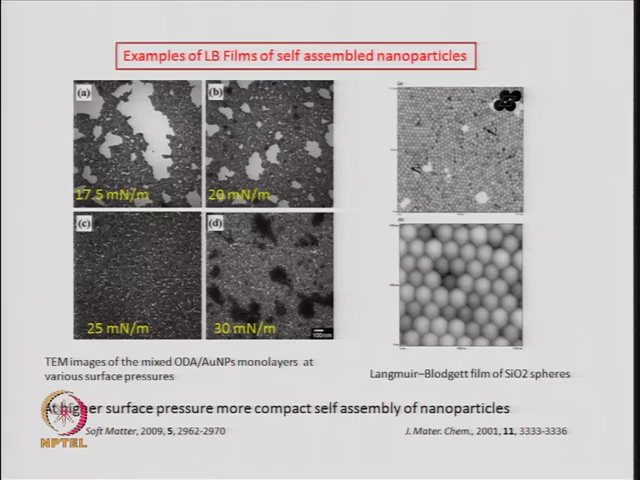 Examples of LB Films of self assembled nanoparticles
(a)
17.5 mN/m
(b)
20 mN/m
(c)
25 mN/m
(d)
30 mN/m
100nm
TEM images of the mixed ODA/AuNPs monolayers at
various surface pressures
Langmuir–Blodgett film of SiO2 spheres
At higher surface pressure more compact self assembly of nanoparticles
Soft Matter, 2009, 5, 2962-2970
J. Mater. Chem., 2001, 11, 3333-3336
NPTEL